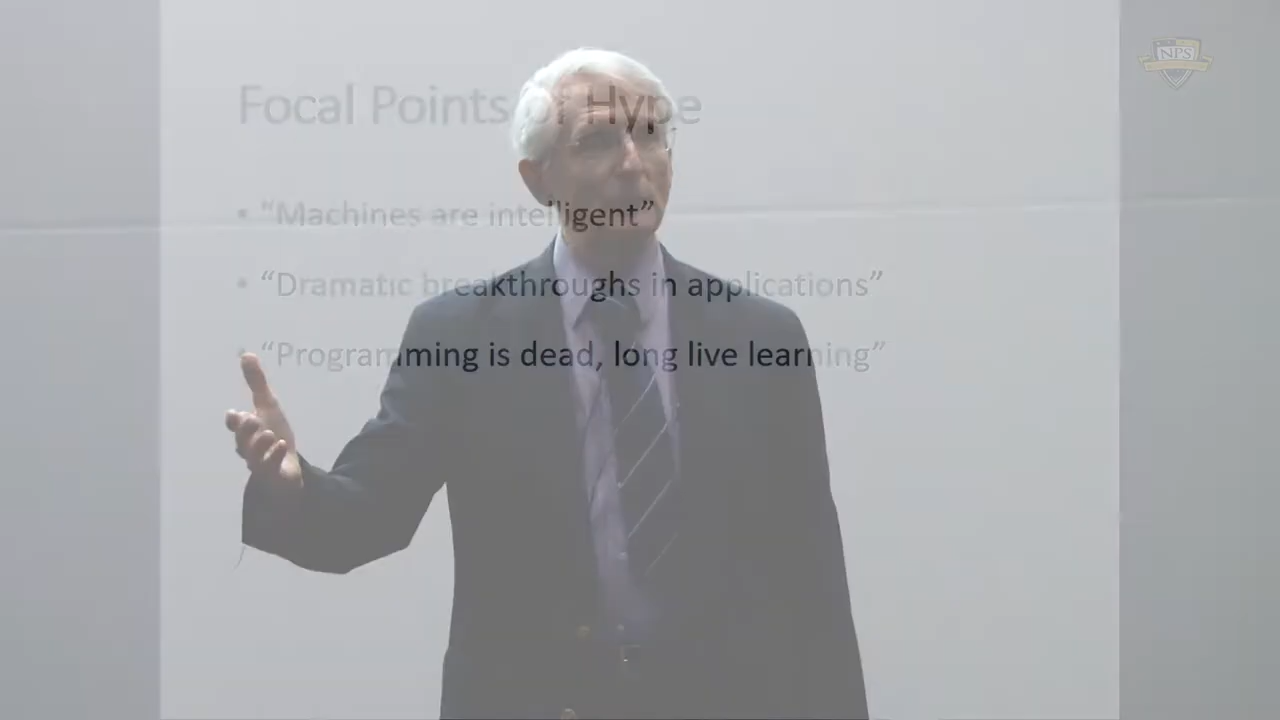 NPS
Focal Points of Hype
• “Machines are intelligent”
• “Dramatic breakthroughs in applications”
• “Programming is dead, long live learning”